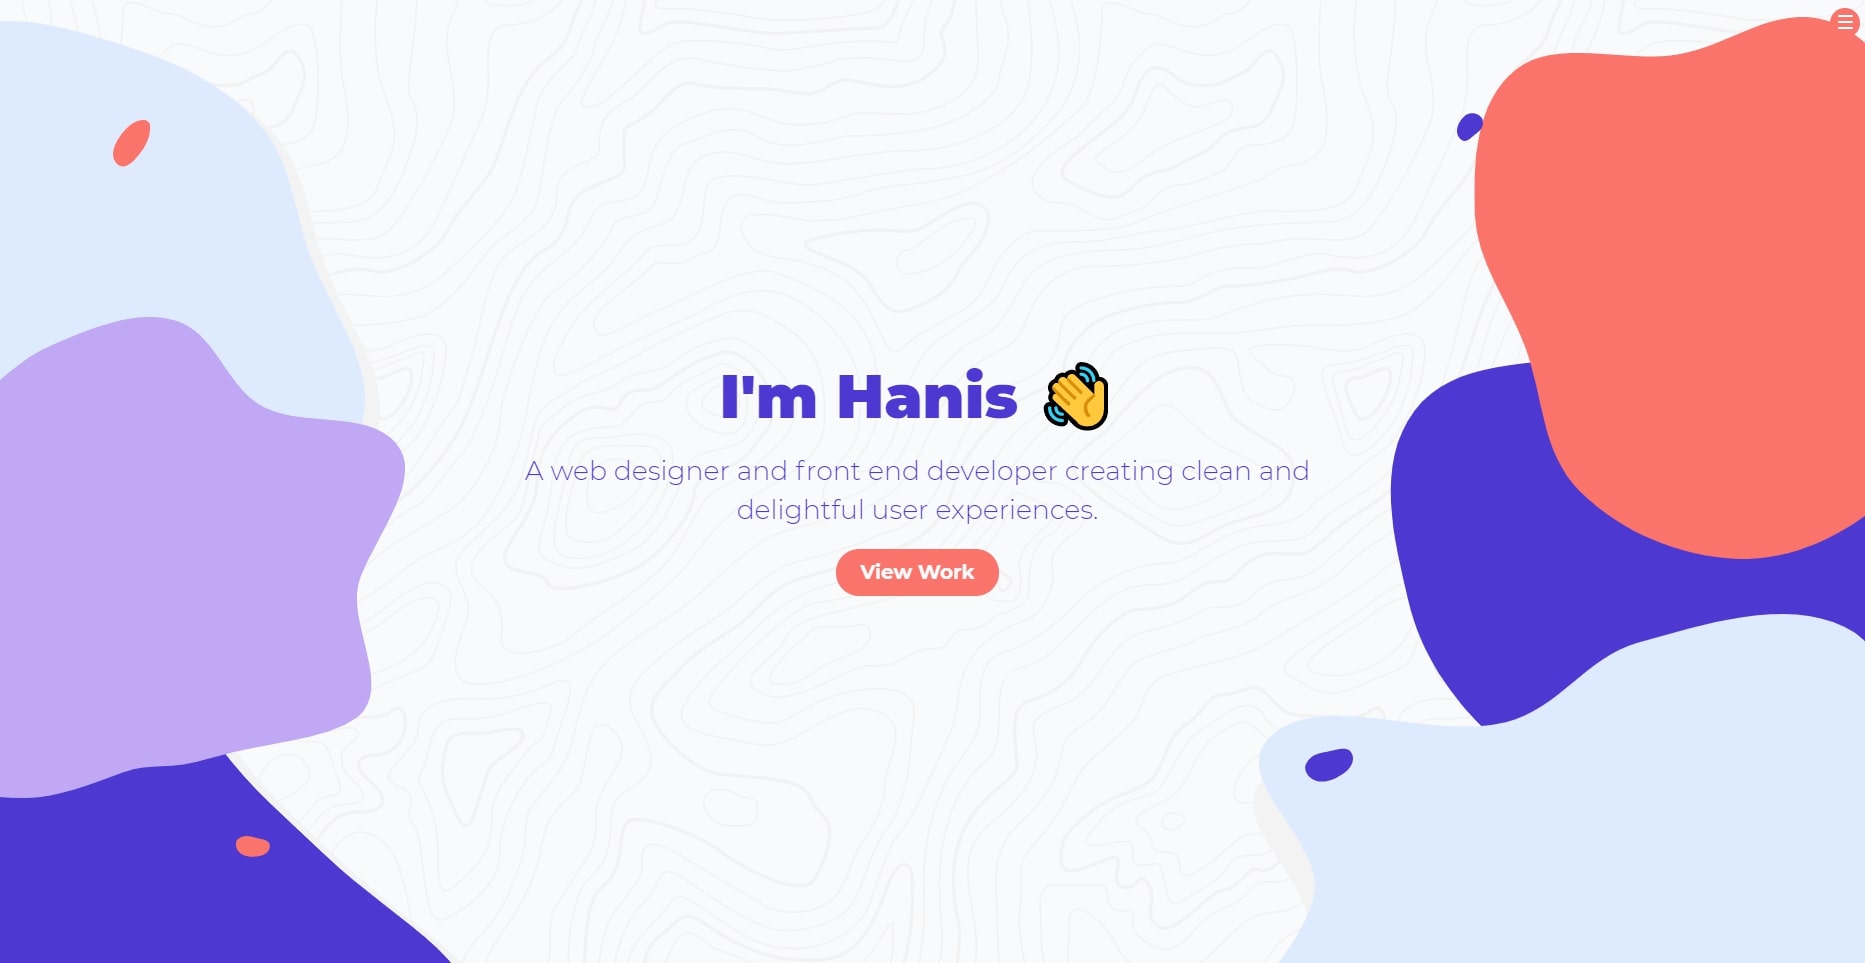 I'm Hanis 👋
A web designer and front end developer creating clean and
delightful user experiences.
View Work